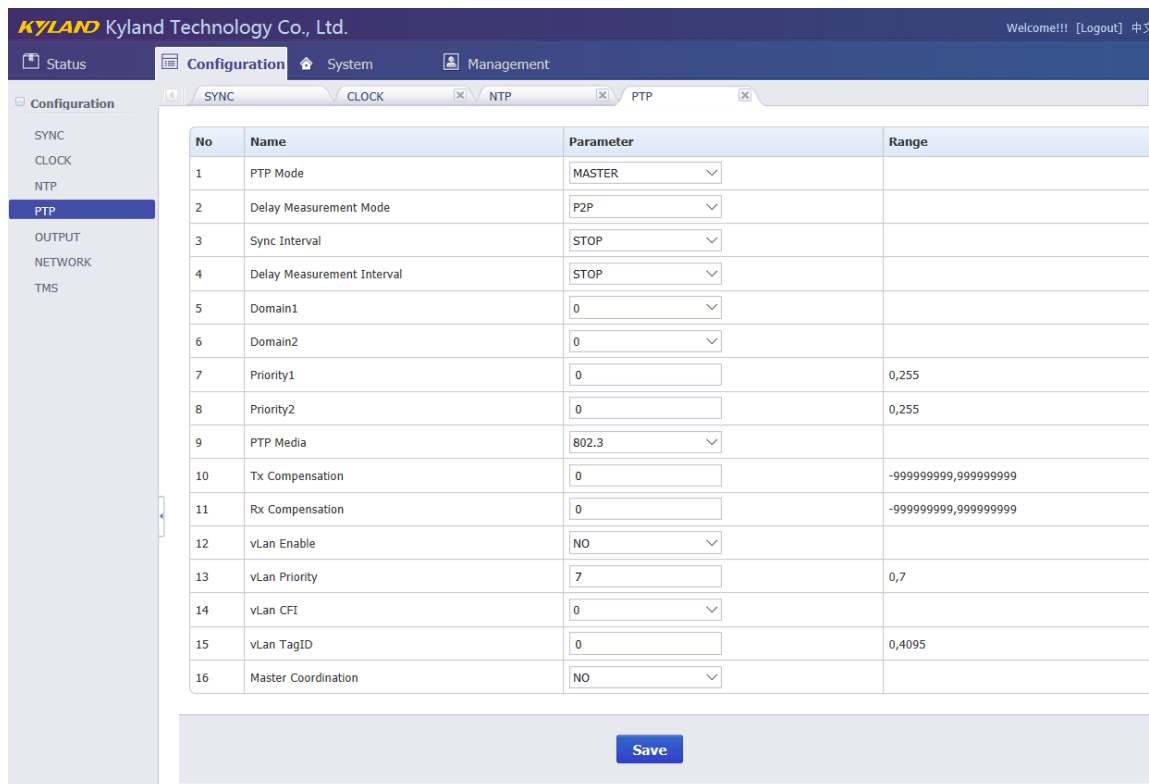 KYLAND Kyland Technology Co., Ltd. Welcome!!! [Logout] 中文
Status Configuration System Management
Configuration
SYNC
CLOCK
NTP
PTP
OUTPUT
NETWORK
TMS
SYNC CLOCK NTP PTP
No Name Parameter Range
1 PTP Mode MASTER
2 Delay Measurement Mode P2P
3 Sync Interval STOP
4 Delay Measurement Interval STOP
5 Domain1 0
6 Domain2 0
7 Priority1 0 0,255
8 Priority2 0 0,255
9 PTP Media 802.3
10 Tx Compensation 0 -999999999,999999999
11 Rx Compensation 0 -999999999,999999999
12 vLan Enable NO
13 vLan Priority 7 0,7
14 vLan CFI 0
15 vLan TagID 0 0,4095
16 Master Coordination NO
Save